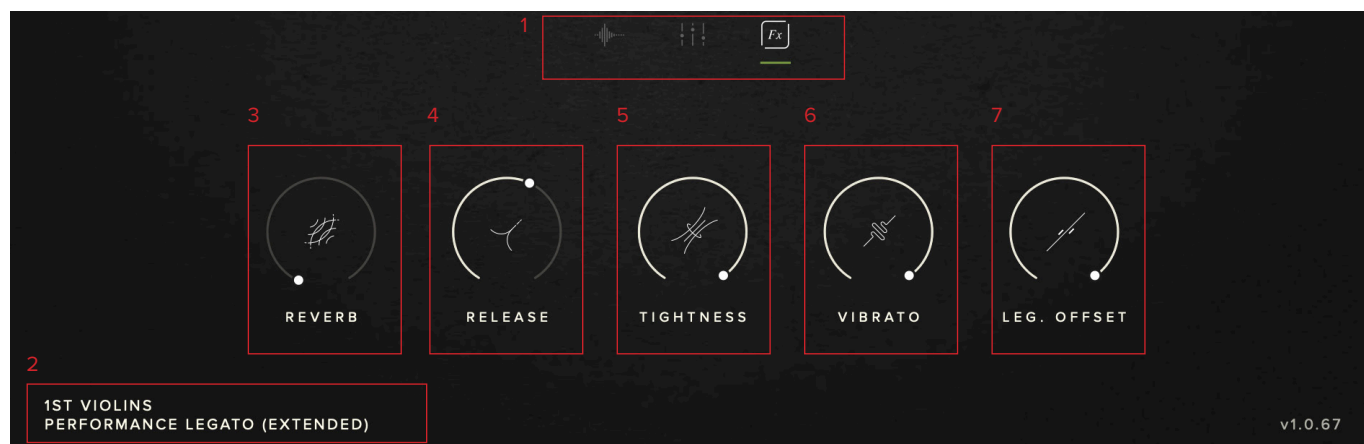 1
Fx
3
4
5
6
7
REVERB
RELEASE
TIGHTNESS
VIBRATO
LEG. OFFSET
2
1ST VIOLINS
PERFORMANCE LEGATO (EXTENDED)
v1.0.67